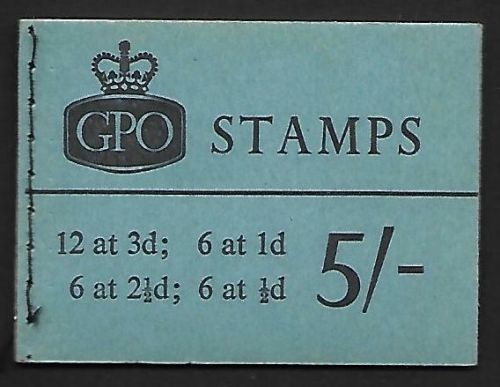 GPO
STAMPS
12 at 3d; 6 at 1d
6 at 2½d; 6 at ½d
5/-